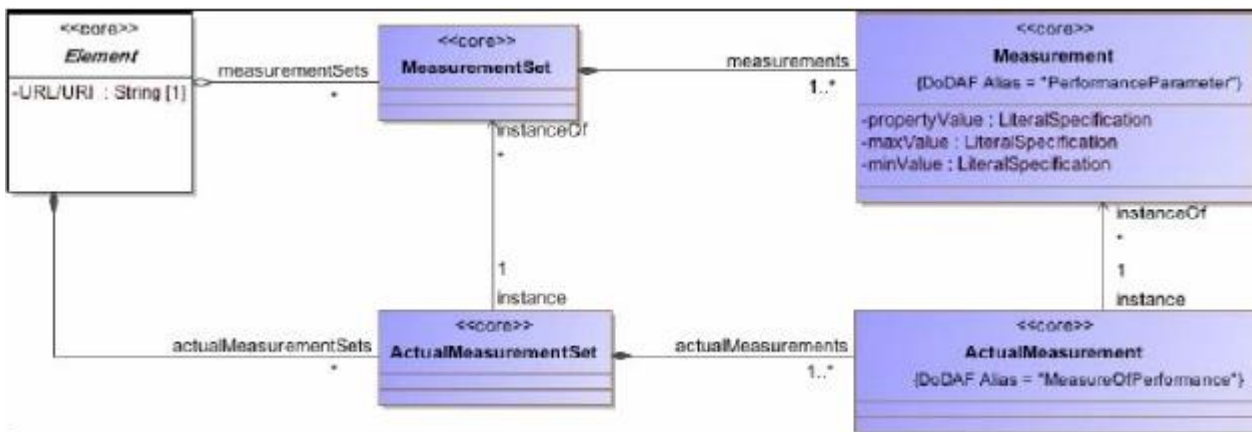 <<core>>
Element
-URL/URI : String [1]
measurementSets
*
<<core>>
MeasurementSet
measurements
1..*
<<core>>
Measurement
{DoDAF Alias = "PerformanceParameter"}
-propertyValue : LiteralSpecification
-maxValue : LiteralSpecification
-minValue : LiteralSpecification
instanceOf
*
1
instance
instanceOf
*
1
instance
actualMeasurementSets
*
<<core>>
ActualMeasurementSet
actualMeasurements
1..*
<<core>>
ActualMeasurement
{DoDAF Alias = "MeasureOfPerformance"}